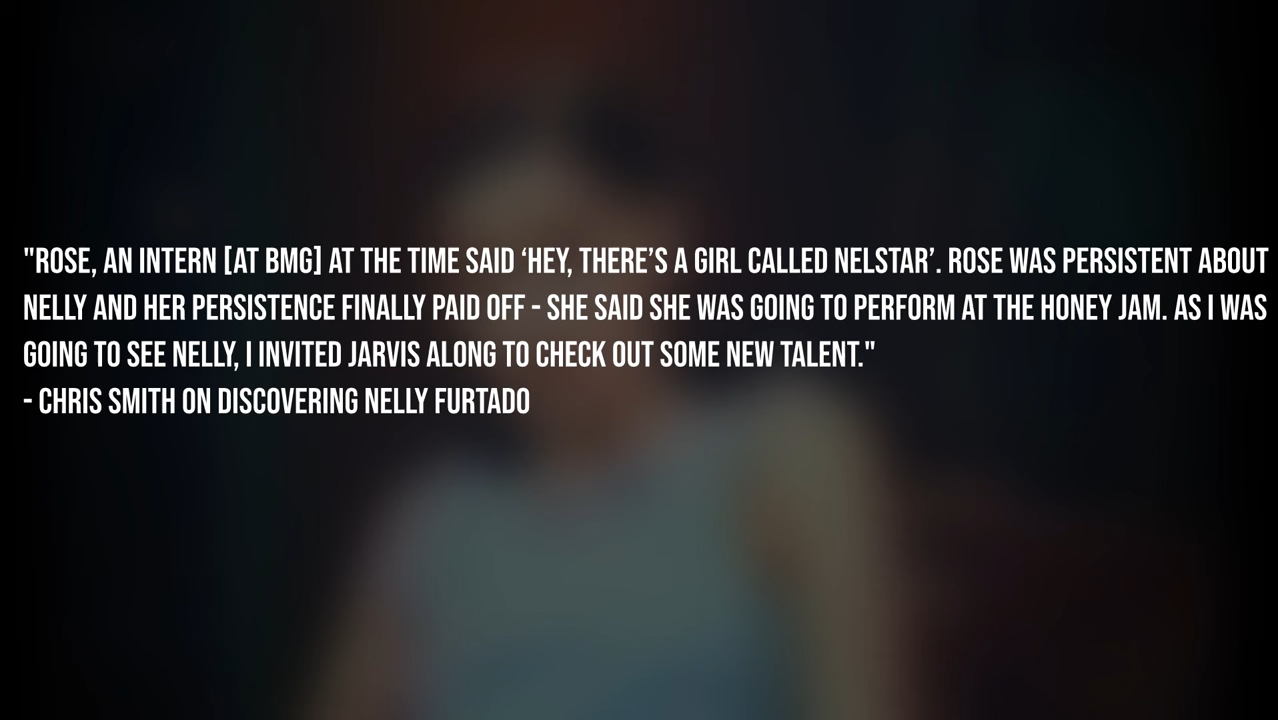 "ROSE, AN INTERN [AT BMG] AT THE TIME SAID ‘HEY, THERE’S A GIRL CALLED NELSTAR’. ROSE WAS PERSISTENT ABOUT
NELLY AND HER PERSISTENCE FINALLY PAID OFF - SHE SAID SHE WAS GOING TO PERFORM AT THE HONEY JAM. AS I WAS
GOING TO SEE NELLY, I INVITED JARVIS ALONG TO CHECK OUT SOME NEW TALENT."
- CHRIS SMITH ON DISCOVERING NELLY FURTADO